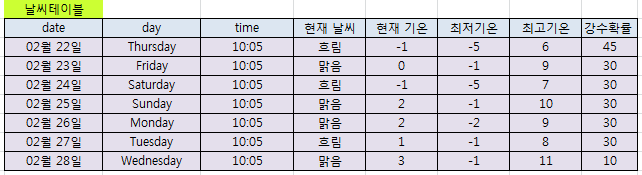 날씨테이블
date day time 현재 날씨 현재 기온 최저기온 최고기온 강수확률
02월 22일 Thursday 10:05 흐림 -1 -5 6 45
02월 23일 Friday 10:05 맑음 0 -1 9 30
02월 24일 Saturday 10:05 흐림 -1 -5 7 30
02월 25일 Sunday 10:05 맑음 2 -1 10 30
02월 26일 Monday 10:05 맑음 2 -2 9 30
02월 27일 Tuesday 10:05 흐림 1 -1 8 30
02월 28일 Wednesday 10:05 맑음 3 -1 11 10